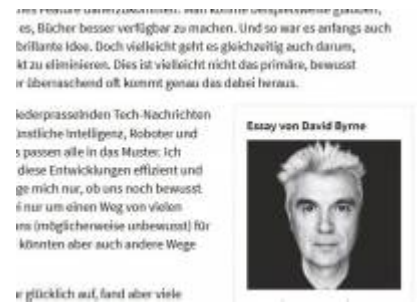 es, Bücher besser verfügbar zu machen. Und so war es anfangs auch
brillante Idee. Doch vielleicht geht es gleichzeitig auch darum,
kt zu eliminieren. Dies ist vielleicht nicht das primäre, bewusst
r überraschend oft kommt genau das dabei heraus.
iederprasselnden Tech-Nachrichten
ünstliche Intelligenz, Roboter und
s passen alle in das Muster. Ich
diese Entwicklungen effizient und
ge mich nur, ob uns noch bewusst
i nur um einen Weg von vielen
ns (möglicherweise unbewusst) für
könnten aber auch andere Wege
r glücklich auf, fand aber viele
Essay von David Byrne